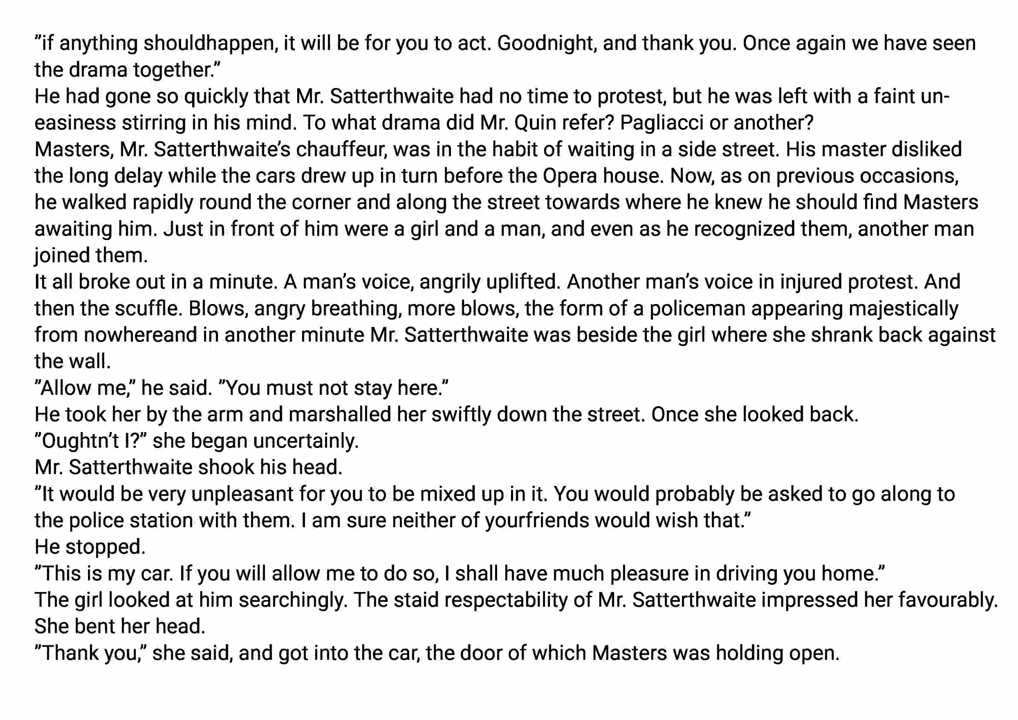 ”if anything shouldhappen, it will be for you to act. Goodnight, and thank you. Once again we have seen
the drama together.”
He had gone so quickly that Mr. Satterthwaite had no time to protest, but he was left with a faint un-
easiness stirring in his mind. To what drama did Mr. Quin refer? Pagliacci or another?
Masters, Mr. Satterthwaite’s chauffeur, was in the habit of waiting in a side street. His master disliked
the long delay while the cars drew up in turn before the Opera house. Now, as on previous occasions,
he walked rapidly round the corner and along the street towards where he knew he should find Masters
awaiting him. Just in front of him were a girl and a man, and even as he recognized them, another man
joined them.
It all broke out in a minute. A man’s voice, angrily uplifted. Another man’s voice in injured protest. And
then the scuffle. Blows, angry breathing, more blows, the form of a policeman appearing majestically
from nowhereand in another minute Mr. Satterthwaite was beside the girl where she shrank back against
the wall.
”Allow me,” he said. ”You must not stay here.”
He took her by the arm and marshalled her swiftly down the street. Once she looked back.
”Oughtn’t I?” she began uncertainly.
Mr. Satterthwaite shook his head.
”It would be very unpleasant for you to be mixed up in it. You would probably be asked to go along to
the police station with them. I am sure neither of yourfriends would wish that.”
He stopped.
”This is my car. If you will allow me to do so, I shall have much pleasure in driving you home.”
The girl looked at him searchingly. The staid respectability of Mr. Satterthwaite impressed her favourably.
She bent her head.
”Thank you,” she said, and got into the car, the door of which Masters was holding open.